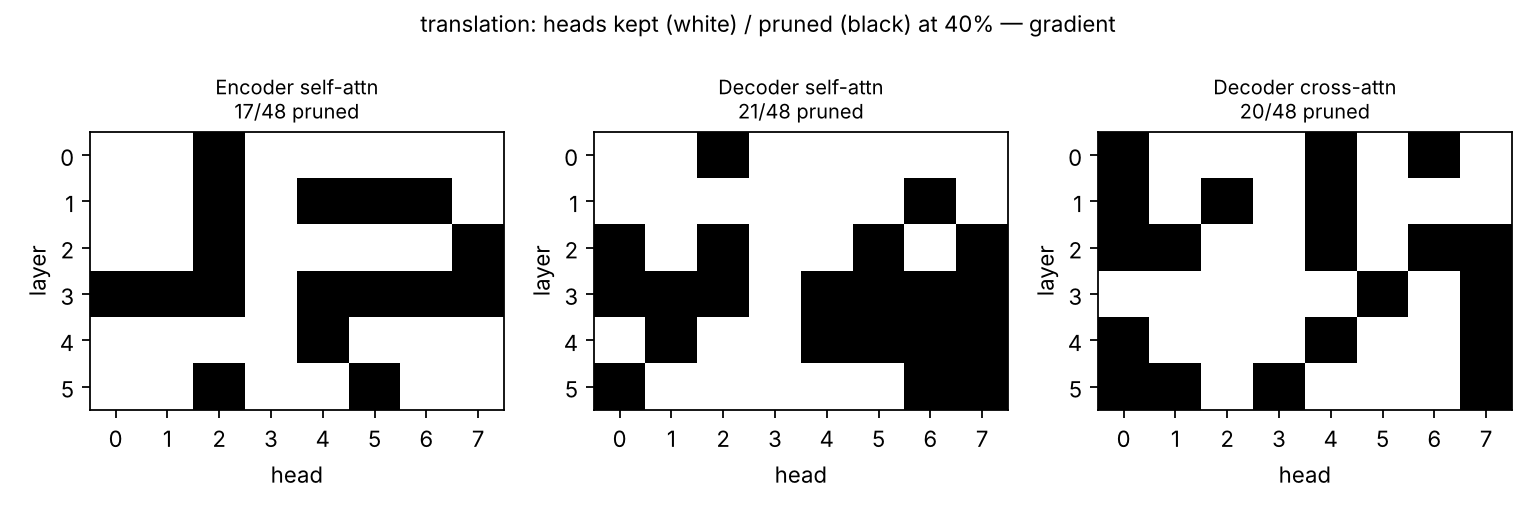 translation: heads kept (white) / pruned (black) at 40% — gradient
Encoder self-attn
17/48 pruned
layer
0
1
2
3
4
5
0 1 2 3 4 5 6 7
head
Decoder self-attn
21/48 pruned
layer
0
1
2
3
4
5
0 1 2 3 4 5 6 7
head
Decoder cross-attn
20/48 pruned
layer
0
1
2
3
4
5
0 1 2 3 4 5 6 7
head